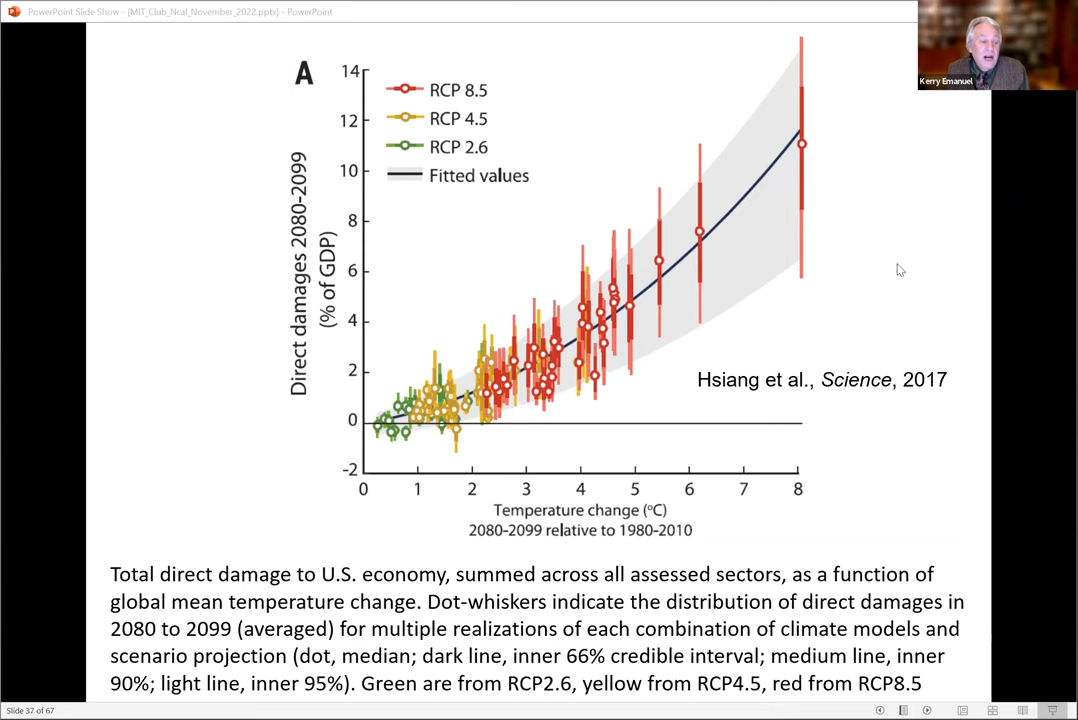 PowerPoint Slide Show - [MIT_Club_Ncal_November_2022.pptx] - PowerPoint
Kerry Emanuel
A
14
12
10
8
6
4
2
0
-2
RCP 8.5
RCP 4.5
RCP 2.6
Fitted values
Direct damages 2080-2099
(% of GDP)
Hsiang et al., Science, 2017
0 1 2 3 4 5 6 7 8
Temperature change (ºC)
2080-2099 relative to 1980-2010
Total direct damage to U.S. economy, summed across all assessed sectors, as a function of
global mean temperature change. Dot-whiskers indicate the distribution of direct damages in
2080 to 2099 (averaged) for multiple realizations of each combination of climate models and
scenario projection (dot, median; dark line, inner 66% credible interval; medium line, inner
90%; light line, inner 95%). Green are from RCP2.6, yellow from RCP4.5, red from RCP8.5
Slide 37 of 67